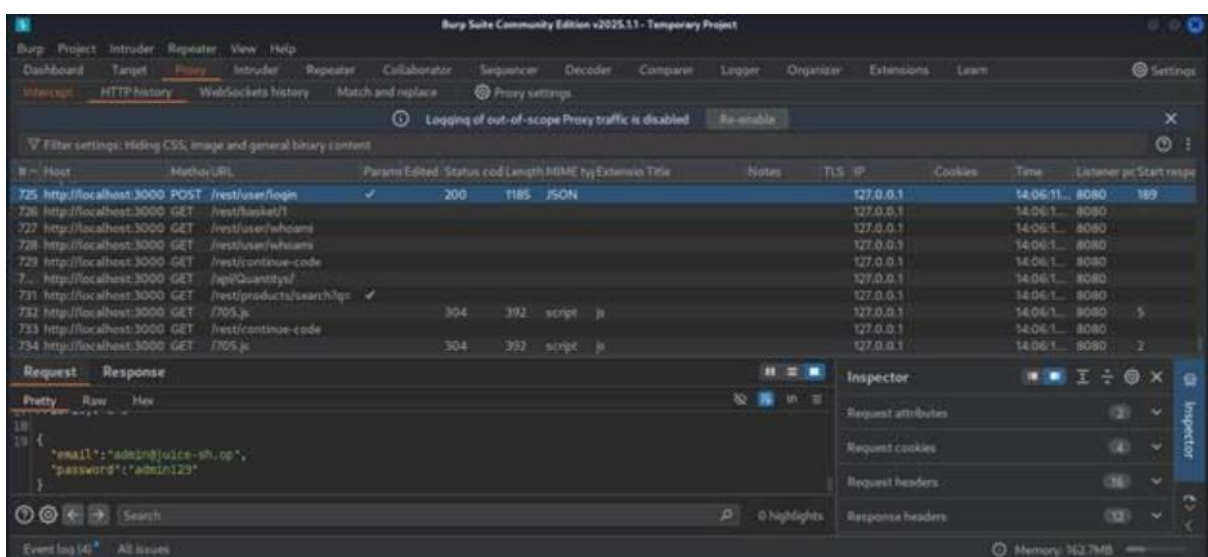 Burp Suite Community Edition v2025.1.1 - Temporary Project
Burp Project Intruder Repeater View Help
Dashboard Target Proxy Intruder Repeater Collaborator Sequencer Decoder Comparer Logger Organizer Extensions Learn Settings
Intercept HTTP history WebSockets history Match and replace Proxy settings
Logging of out-of-scope Proxy traffic is disabled Re-enable
Filter settings: Hiding CSS, image and general binary content
# Host Method URL Params Edited Status cod Length MIME typ Extension Title Notes TLS IP Cookies Time Listener po Start respo
725 http://localhost:3000 POST /rest/user/login ✓ 200 1185 JSON 127.0.0.1 14:06:11... 8080 189
726 http://localhost:3000 GET /rest/basket/1 127.0.0.1 14:06:1... 8080
727 http://localhost:3000 GET /rest/user/whoami 127.0.0.1 14:06:1... 8080
728 http://localhost:3000 GET /rest/user/whoami 127.0.0.1 14:06:1... 8080
729 http://localhost:3000 GET /rest/continue-code 127.0.0.1 14:06:1... 8080
7... http://localhost:3000 GET /api/Quantitys/ 127.0.0.1 14:06:1... 8080
731 http://localhost:3000 GET /rest/products/search?q= ✓ 127.0.0.1 14:06:1... 8080
732 http://localhost:3000 GET /705.js 304 392 script js 127.0.0.1 14:06:1... 8080 5
733 http://localhost:3000 GET /rest/continue-code 127.0.0.1 14:06:1... 8080
734 http://localhost:3000 GET /705.js 304 392 script js 127.0.0.1 14:06:1... 8080 2
Request Response
Pretty Raw Hex
18
19 {
"email":"admin@juice-sh.op",
"password":"admin123"
}
Search 0 highlights
Inspector
Request attributes 2
Request cookies 4
Request headers 16
Response headers 12
Inspector
Event log (4) All issues Memory: 162.7MB